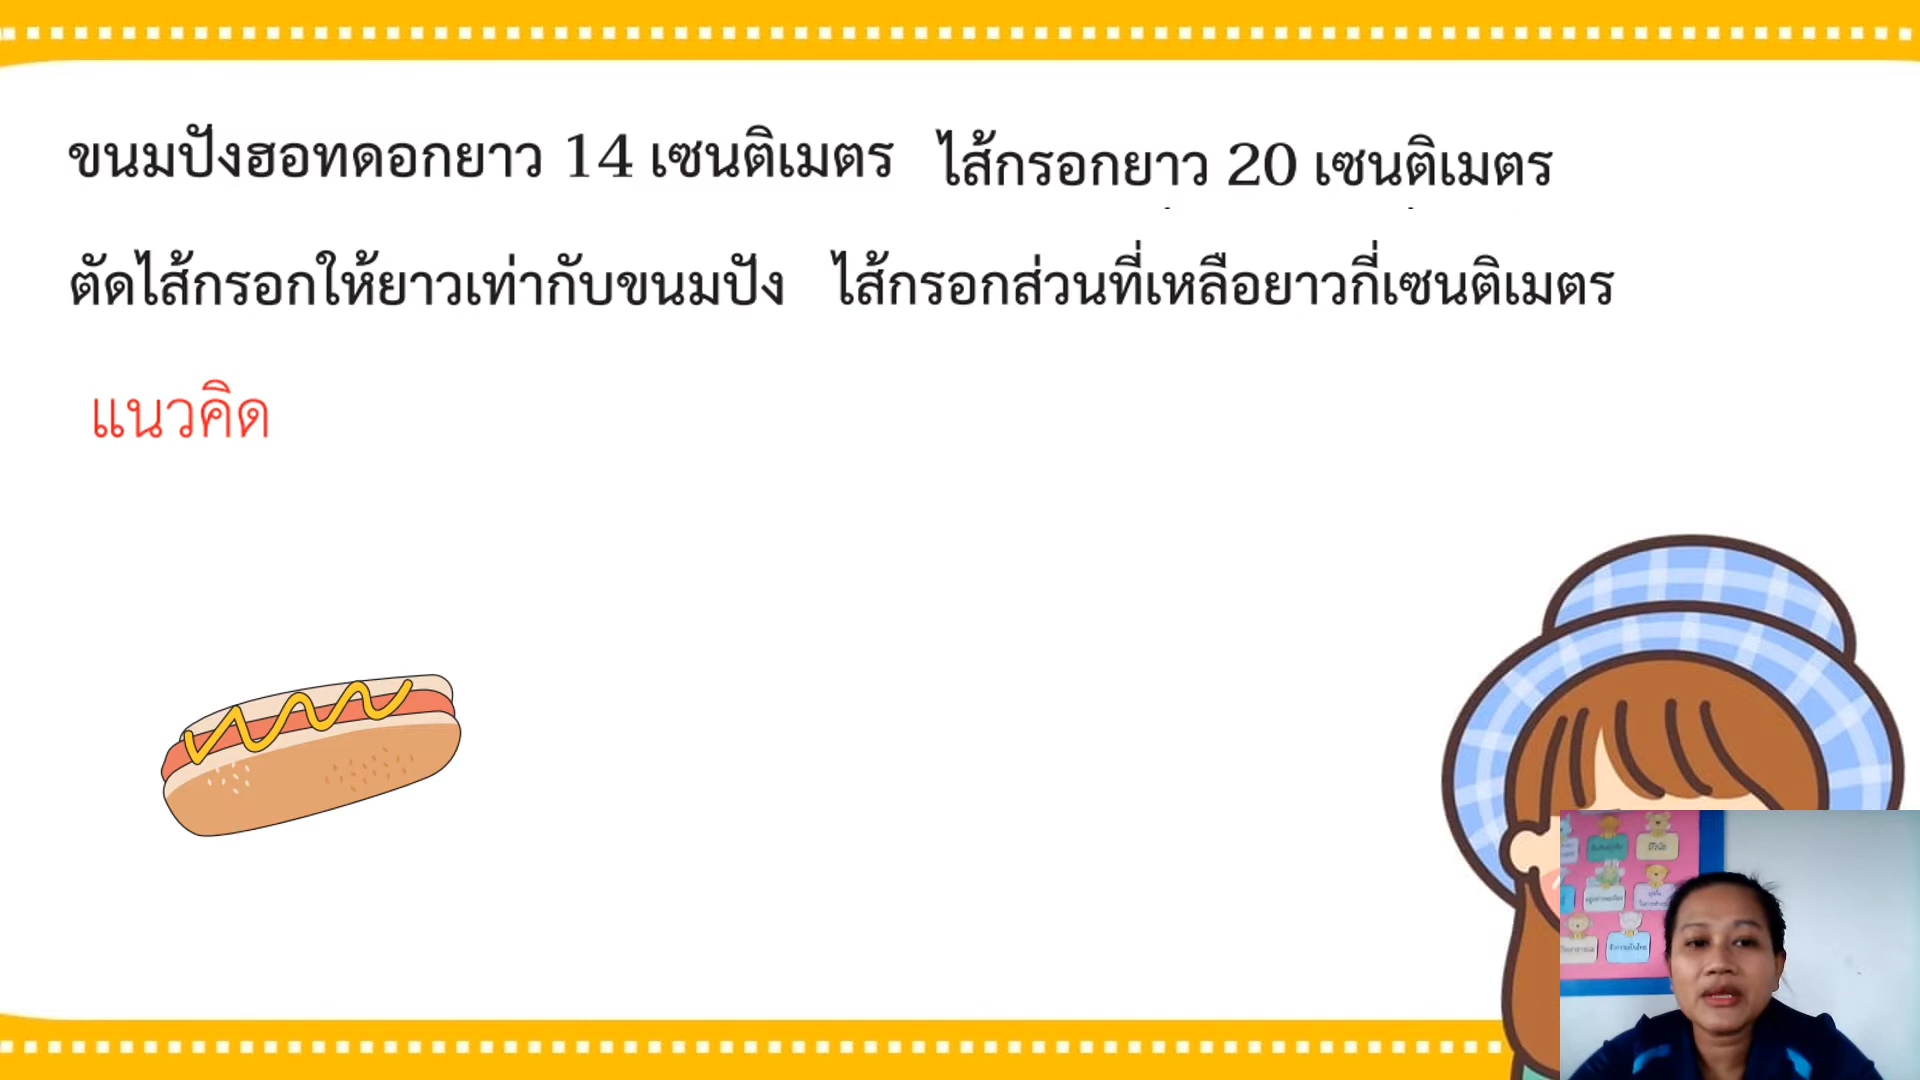 ขนมปังฮอทดอกยาว 14 เซนติเมตร ไส้กรอกยาว 20 เซนติเมตร
ตัดไส้กรอกให้ยาวเท่ากับขนมปัง ไส้กรอกส่วนที่เหลือยาวกี่เซนติเมตร
แนวคิด